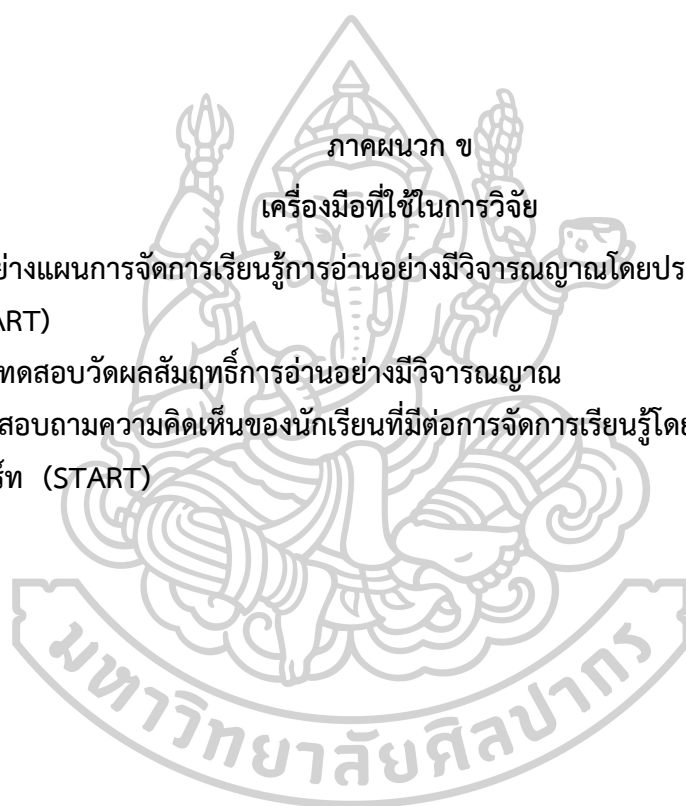 ภาคผนวก ข
เครื่องมือที่ใช้ในการวิจัย
ย่างแผนการจัดการเรียนรู้การอ่านอย่างมีวิจารณญาณโดยประ
ART)
ทดสอบวัดผลสัมฤทธิ์การอ่านอย่างมีวิจารณญาณ
สอบถามความคิดเห็นของนักเรียนที่มีต่อการจัดการเรียนรู้โดย
ร์ท (START)
มหาวิทยาลัยศิลปากร